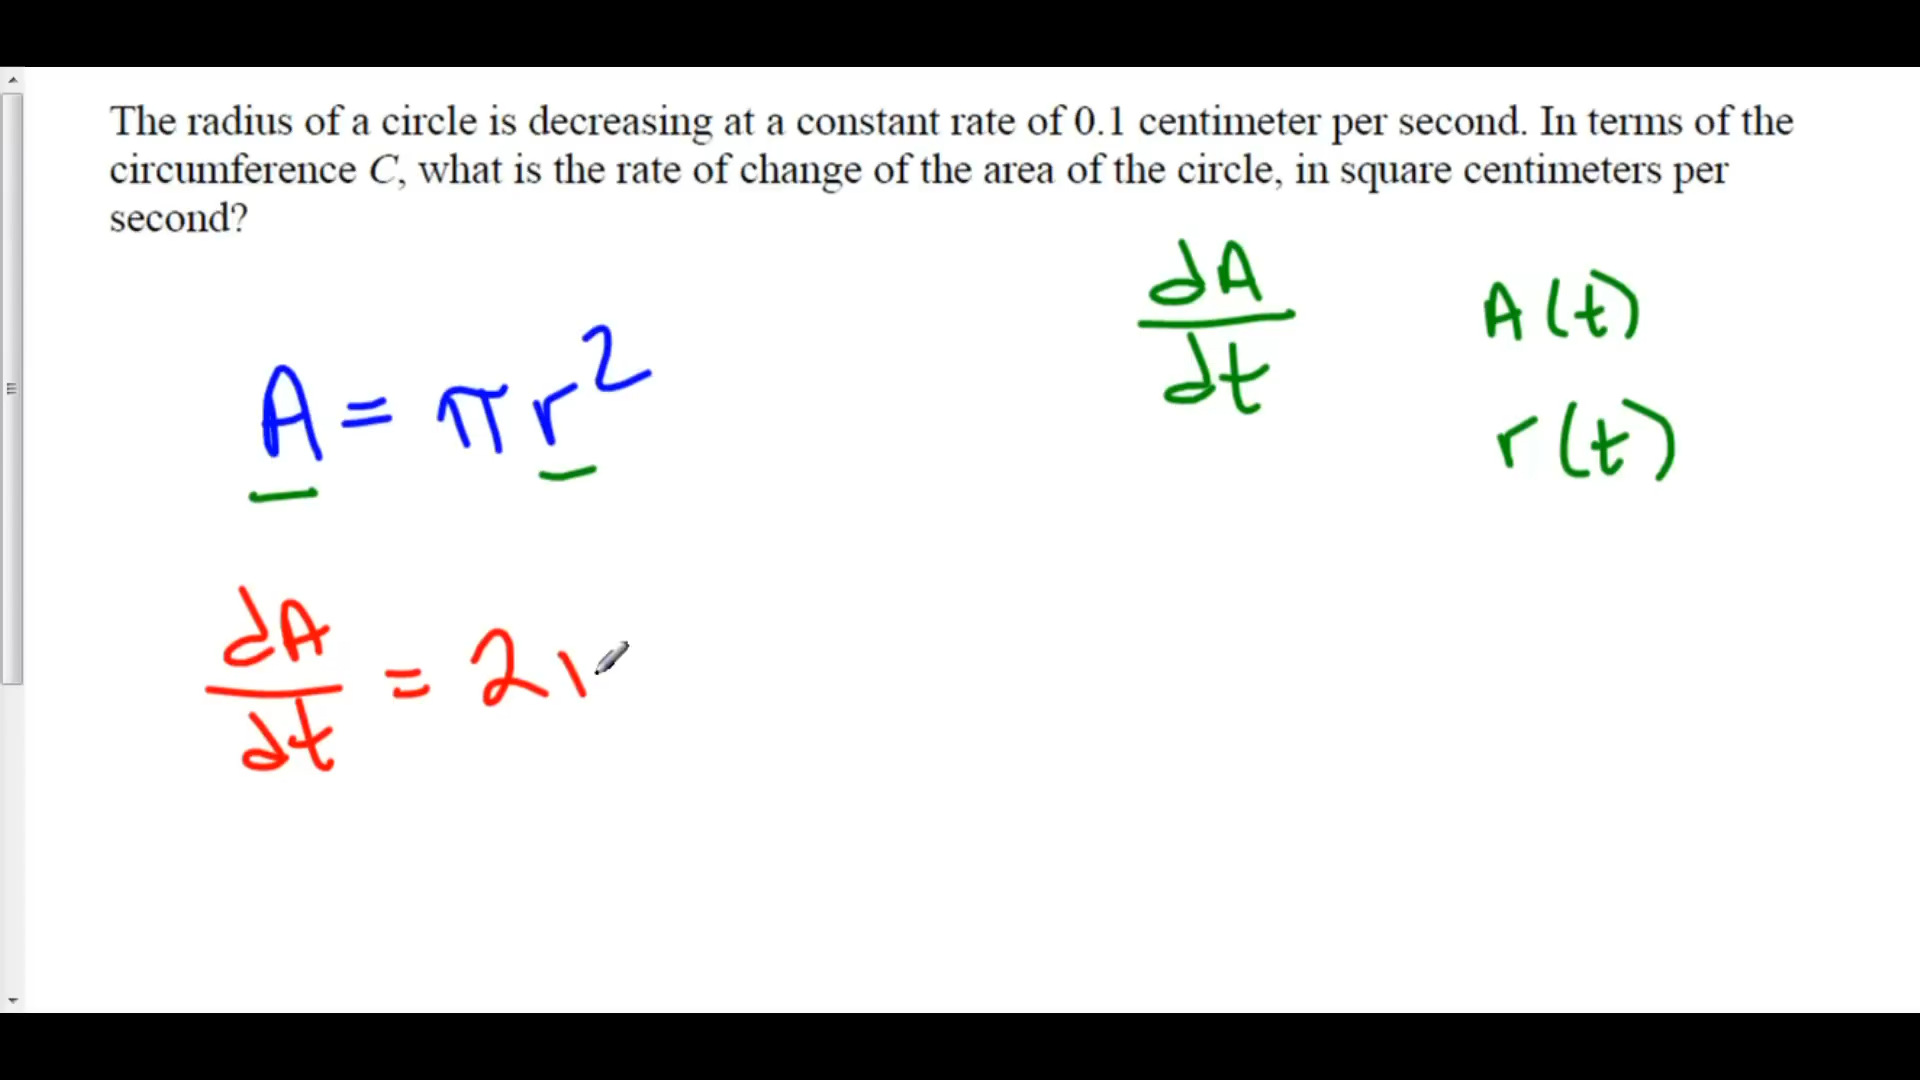 The radius of a circle is decreasing at a constant rate of 0.1 centimeter per second. In terms of the
circumference C, what is the rate of change of the area of the circle, in square centimeters per
second?
dA/dt
A(t)
A = πr²
r(t)
dA/dt = 2